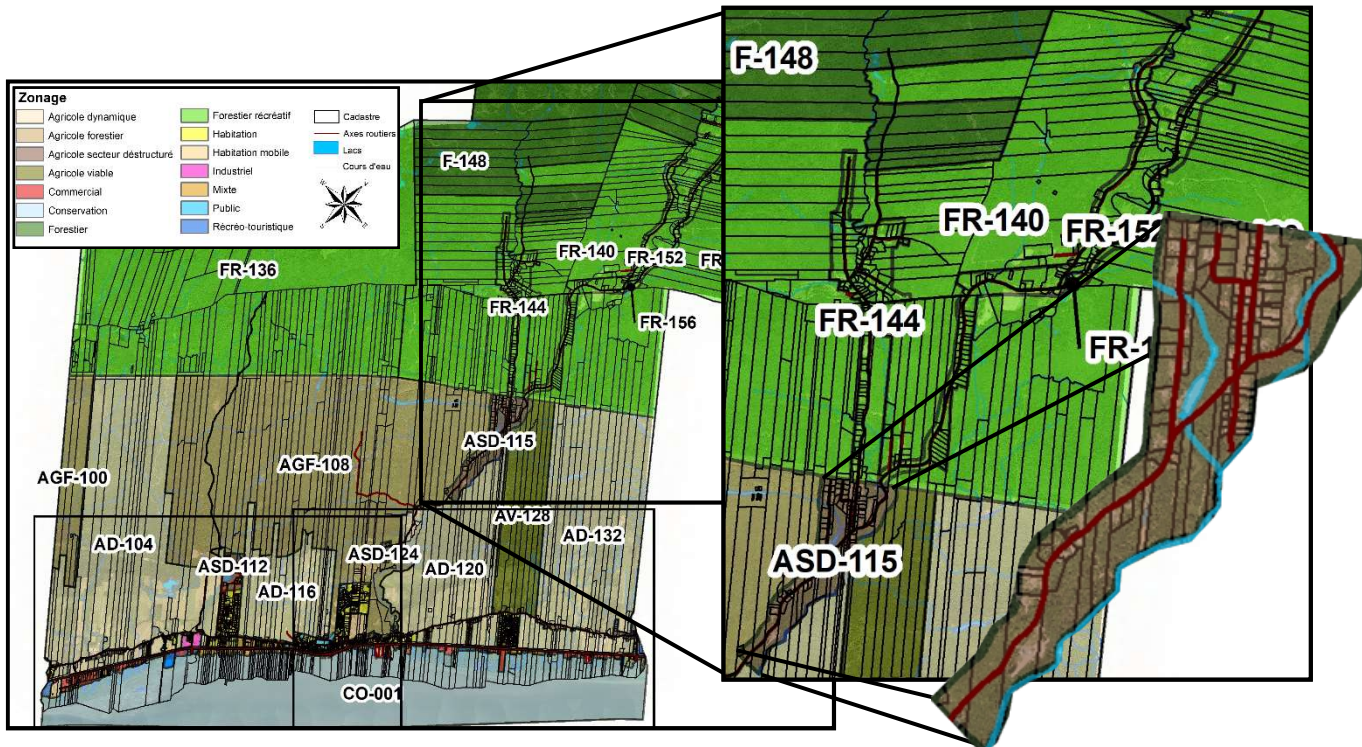 Zonage
Agricole dynamique
Agricole forestier
Agricole secteur déstructuré
Agricole viable
Commercial
Conservation
Forestier
Forestier récréatif
Habitation
Habitation mobile
Industriel
Mixte
Public
Récréo-touristique
Cadastre
Axes routiers
Lacs
Cours d'eau
F-148
FR-136
FR-140
FR-152
FR
FR-144
FR-156
ASD-115
AGF-108
AGF-100
AV-128
AD-104
AD-132
ASD-112
ASD-124
AD-120
AD-116
CO-001
F-148
FR-140
FR-152
FR-144
FR-1
ASD-115